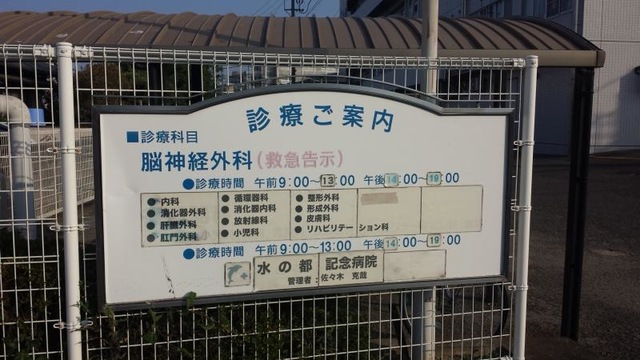 診療ご案内
■診療科目
脳神経外科(救急告示)
●診療時間 午前9:00〜13:00 午後14:00〜19:00
●内科
●消化器外科
●肝臓外科
●肛門外科
●循環器科
●消化器内科
●放射線科
●小児科
●整形外科
●形成外科
●皮膚科
●リハビリテーション科
●診療時間 午前9:00〜13:00 午後14:00〜19:00
水の都 記念病院
管理者:佐々木 克哉